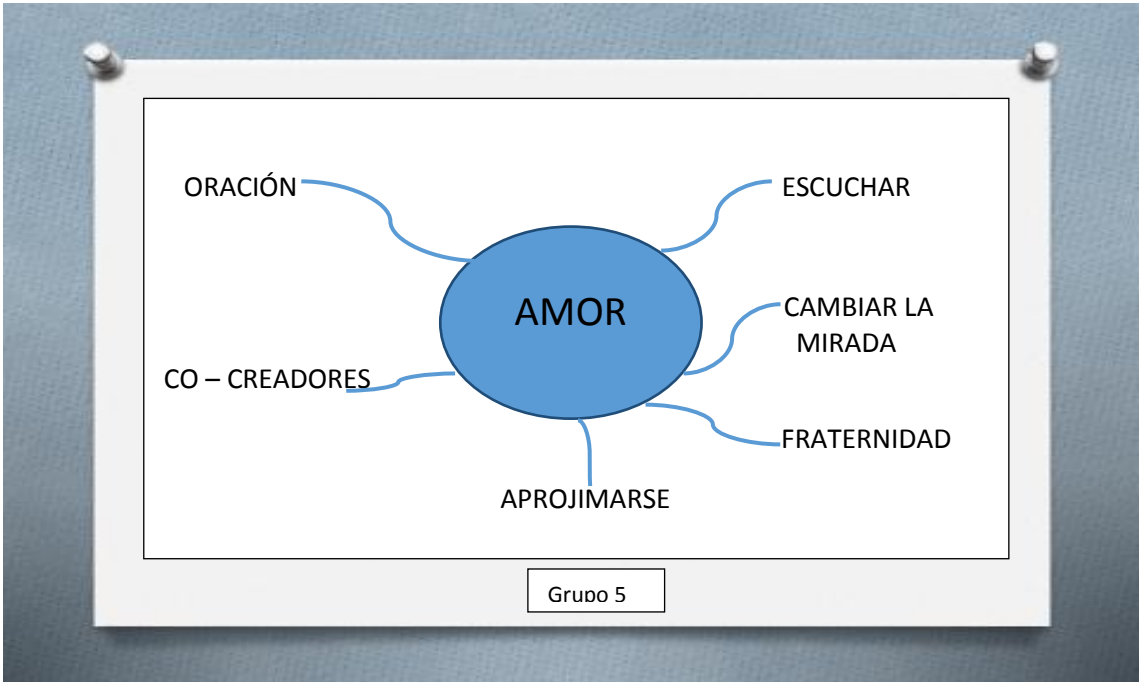 ORACIÓN
ESCUCHAR
AMOR
CAMBIAR LA
MIRADA
CO – CREADORES
FRATERNIDAD
APROJIMARSE
Grupo 5